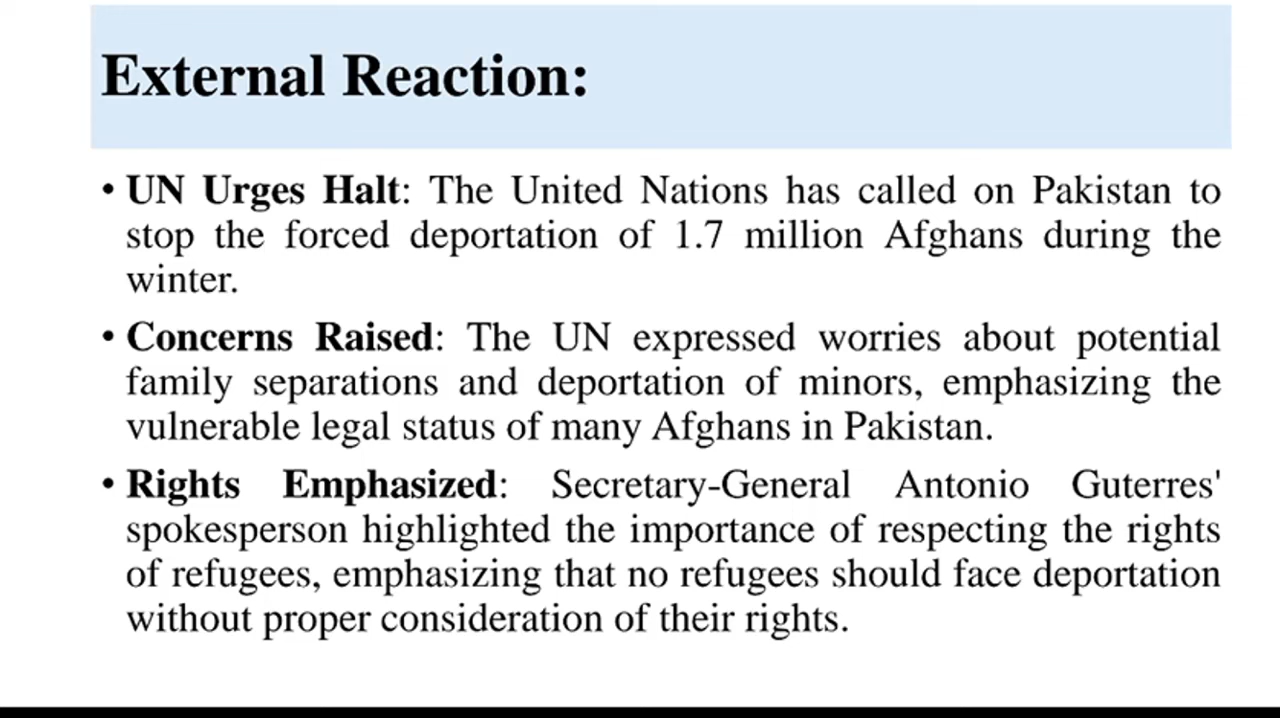 External Reaction:
• UN Urges Halt: The United Nations has called on Pakistan to
stop the forced deportation of 1.7 million Afghans during the
winter.
• Concerns Raised: The UN expressed worries about potential
family separations and deportation of minors, emphasizing the
vulnerable legal status of many Afghans in Pakistan.
• Rights Emphasized: Secretary-General Antonio Guterres'
spokesperson highlighted the importance of respecting the rights
of refugees, emphasizing that no refugees should face deportation
without proper consideration of their rights.